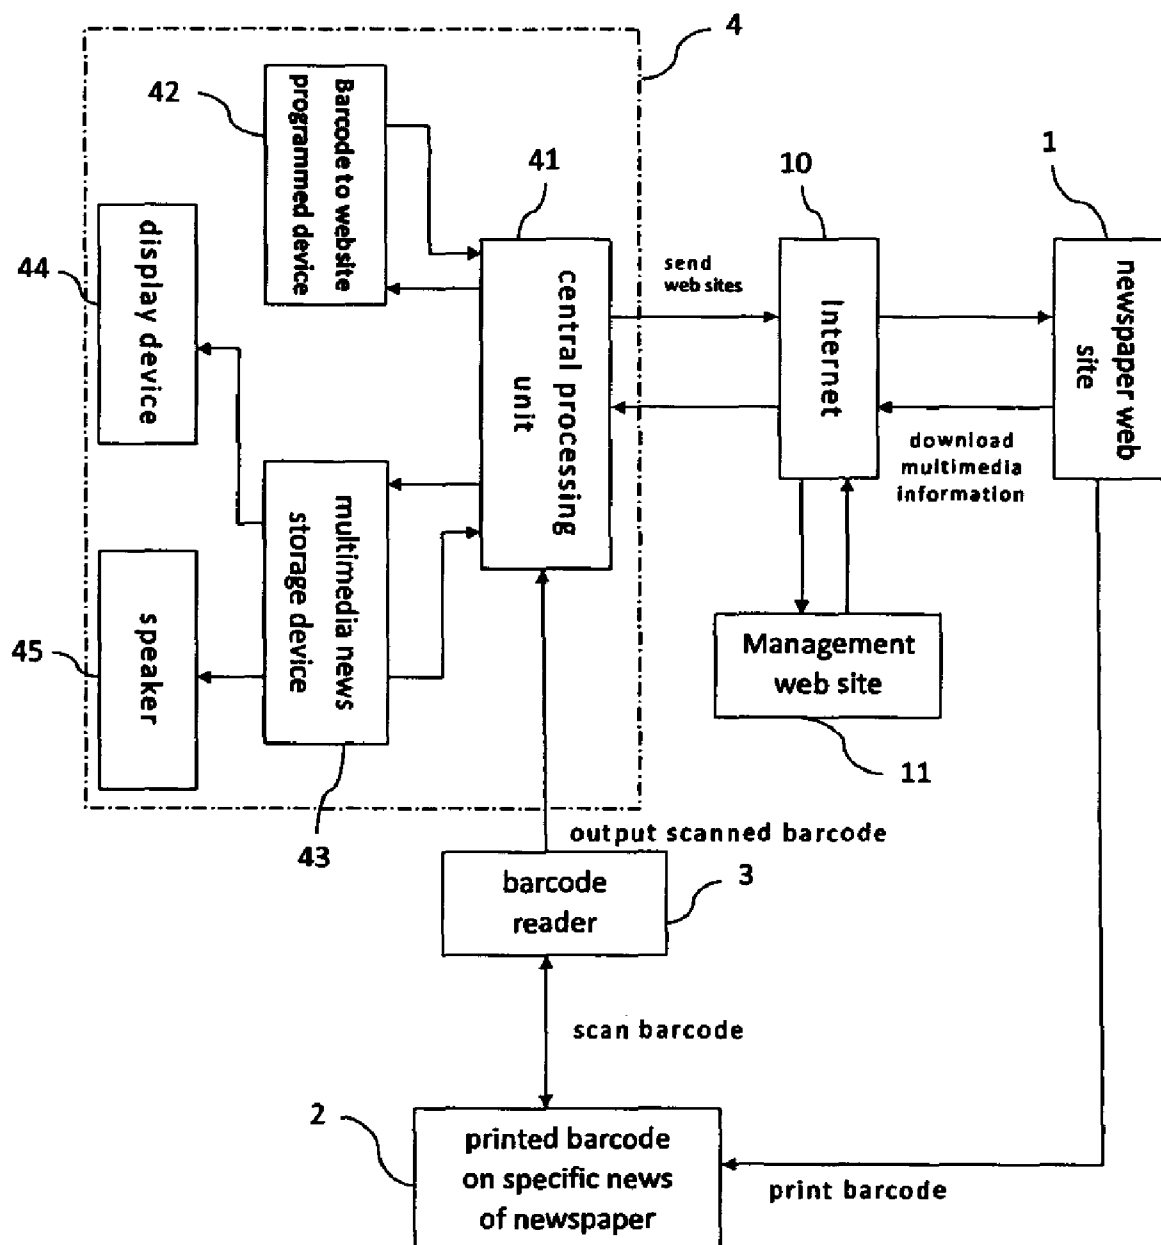 4
42
Barcode to website
programmed device
41
10
1
44
display device
central processing
unit
send
web sites
Internet
newspaper web
site
download
multimedia
information
multimedia news
storage device
45
speaker
Management
web site
11
43
output scanned barcode
barcode
reader
3
scan barcode
2
printed barcode
on specific news
of newspaper
print barcode